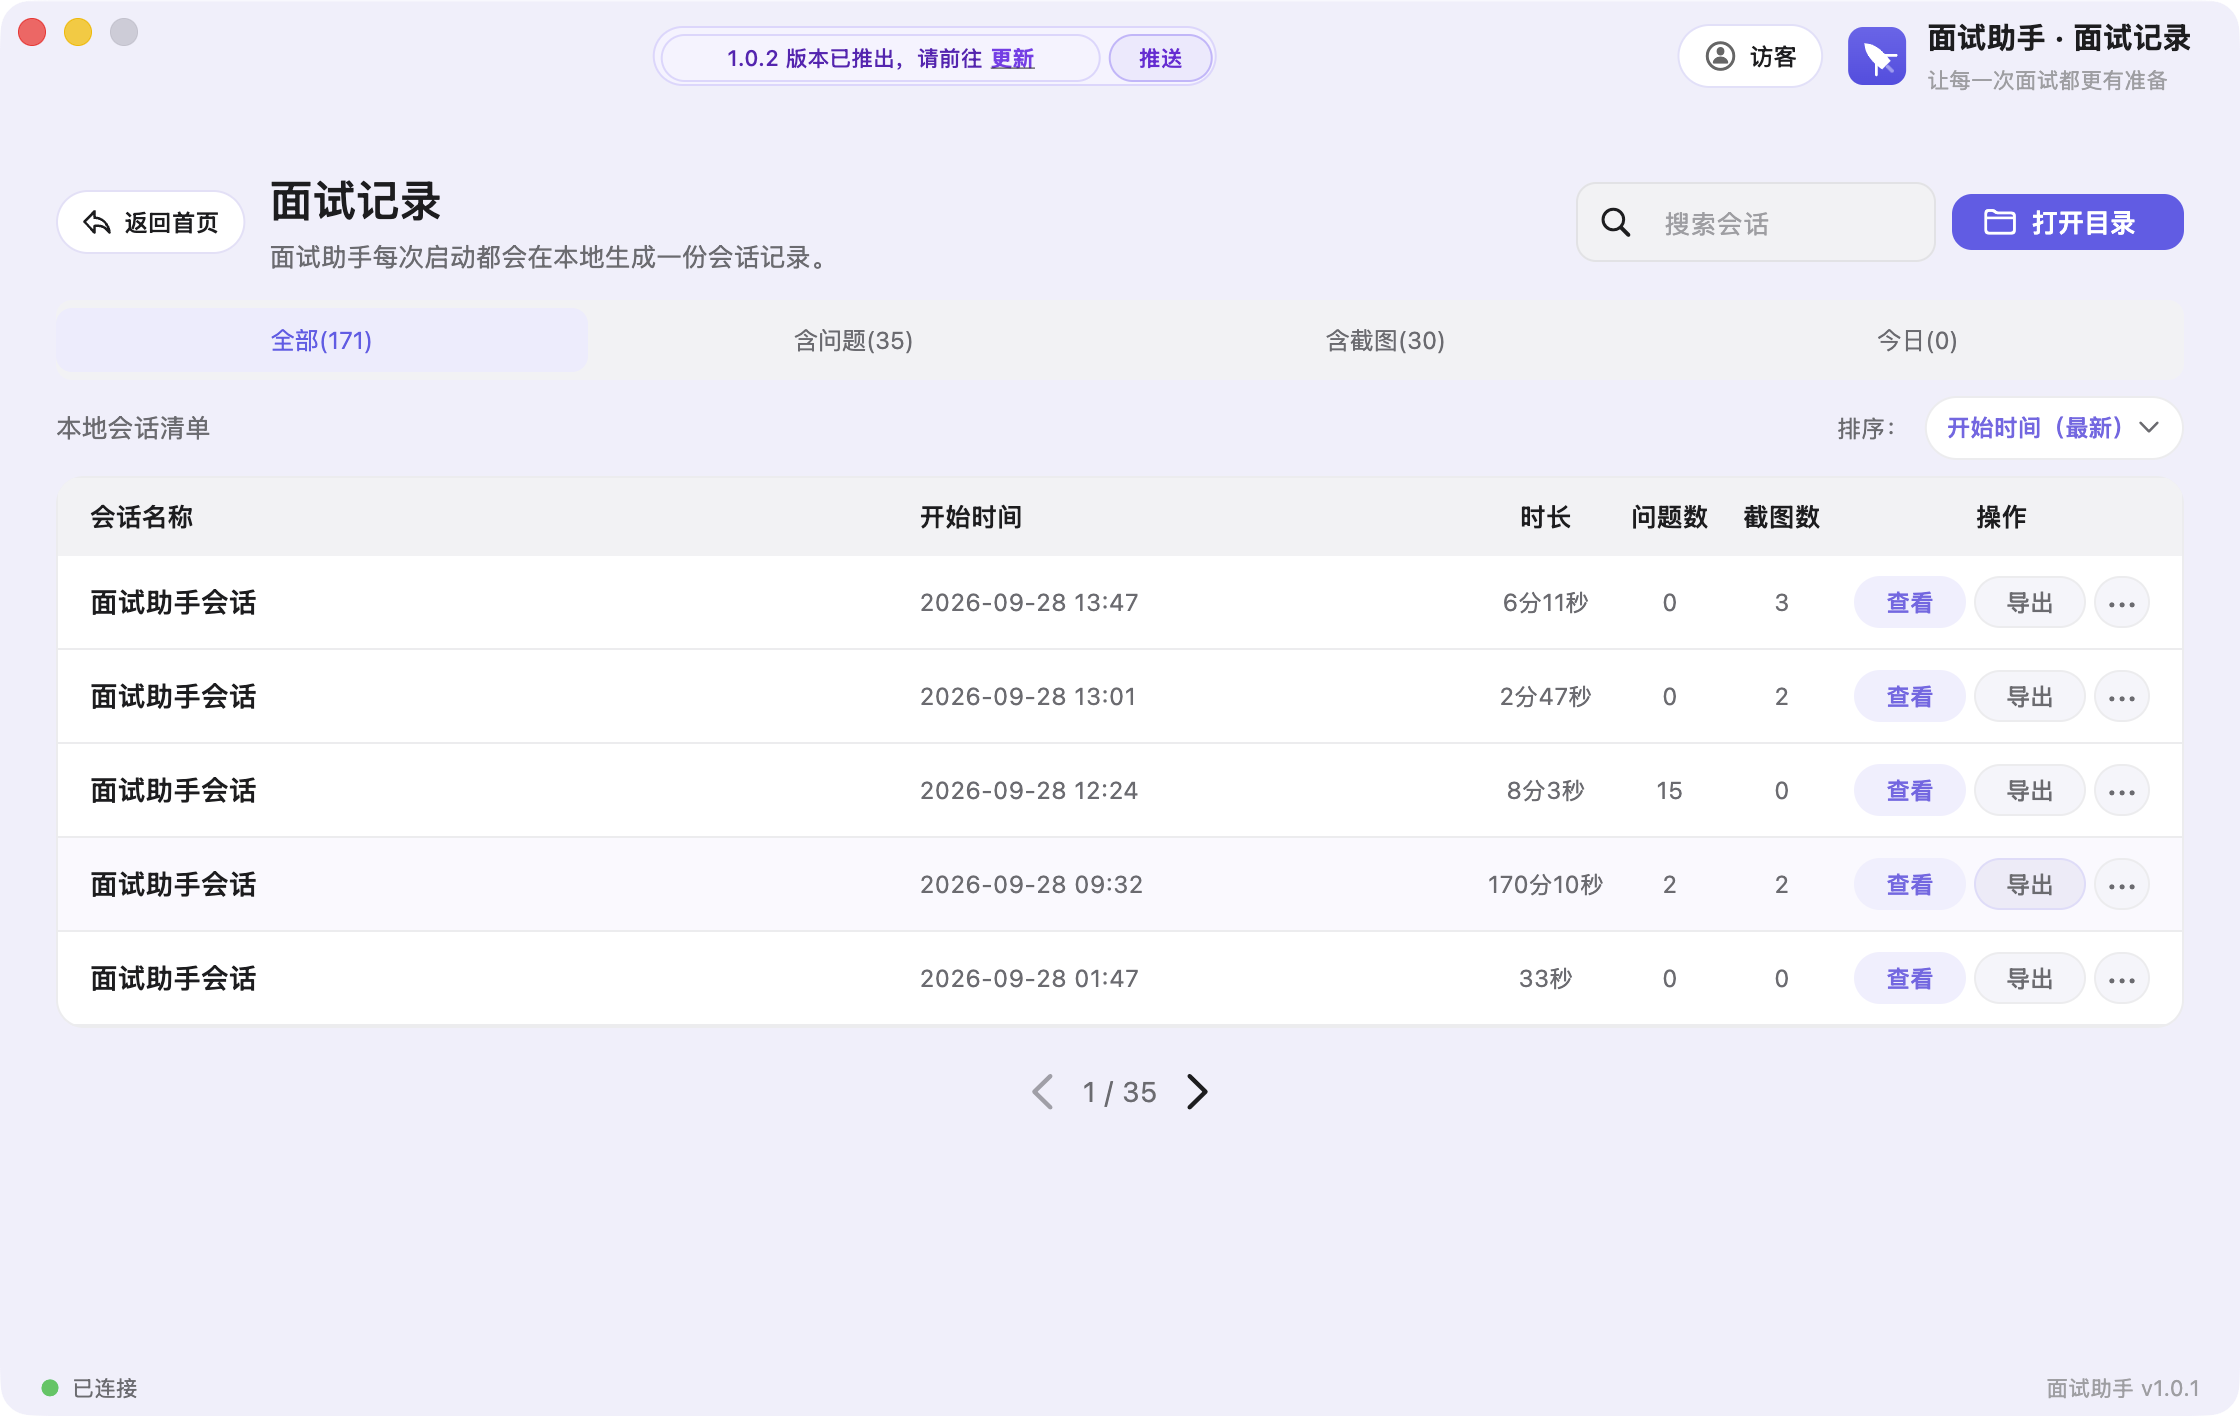 1.0.2 版本已推出，请前往 更新
推送
访客
面试助手 · 面试记录
让每一次面试都更有准备
返回首页
面试记录
面试助手每次启动都会在本地生成一份会话记录。
搜索会话
打开目录
全部(171)
含问题(35)
含截图(30)
今日(0)
本地会话清单
排序：
开始时间（最新）
会话名称 开始时间 时长 问题数 截图数 操作
面试助手会话 2026-09-28 13:47 6分11秒 0 3 查看 导出 ...
面试助手会话 2026-09-28 13:01 2分47秒 0 2 查看 导出 ...
面试助手会话 2026-09-28 12:24 8分3秒 15 0 查看 导出 ...
面试助手会话 2026-09-28 09:32 170分10秒 2 2 查看 导出 ...
面试助手会话 2026-09-28 01:47 33秒 0 0 查看 导出 ...
1 / 35
已连接
面试助手 v1.0.1